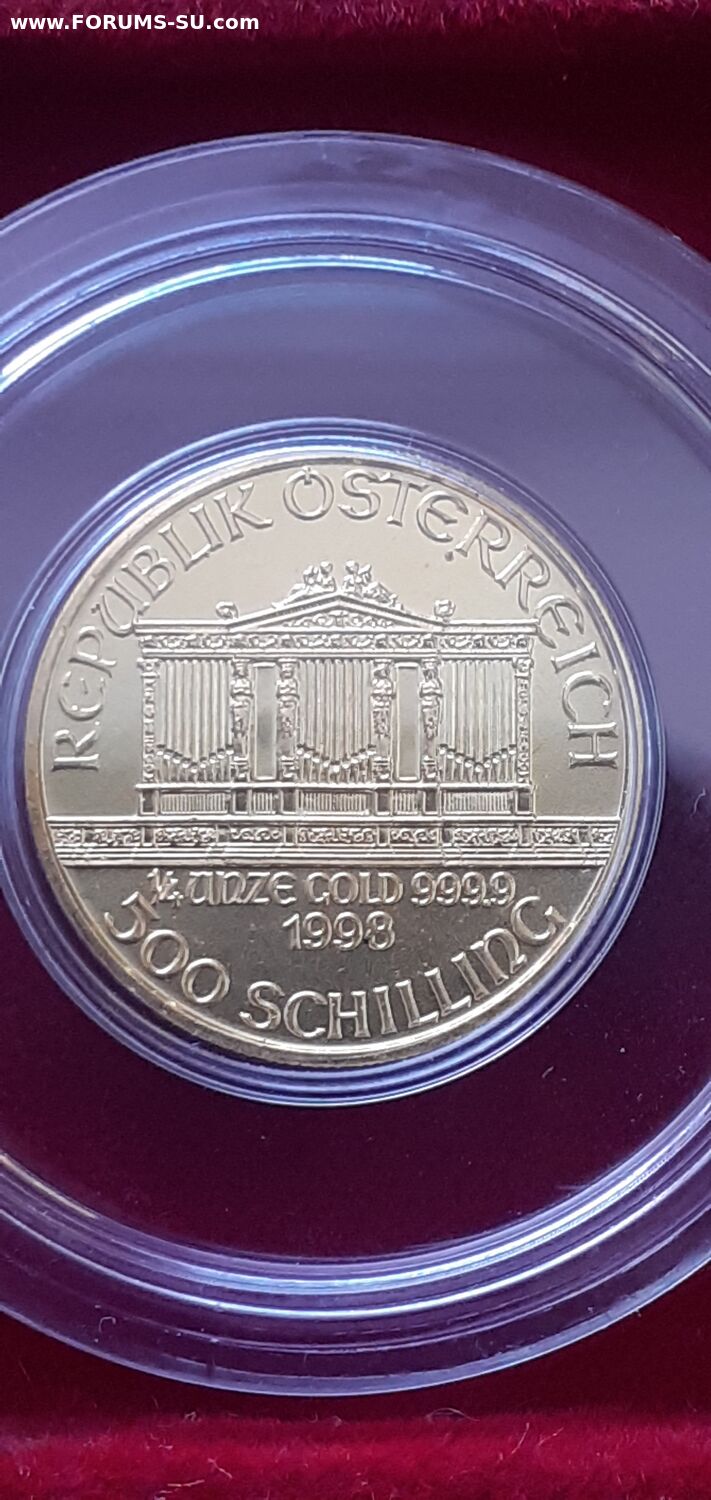 www.FORUMS-SU.com
REPUBLIK ÖSTERREICH
1/4 UNZE GOLD 999.9
1998
500 SCHILLING